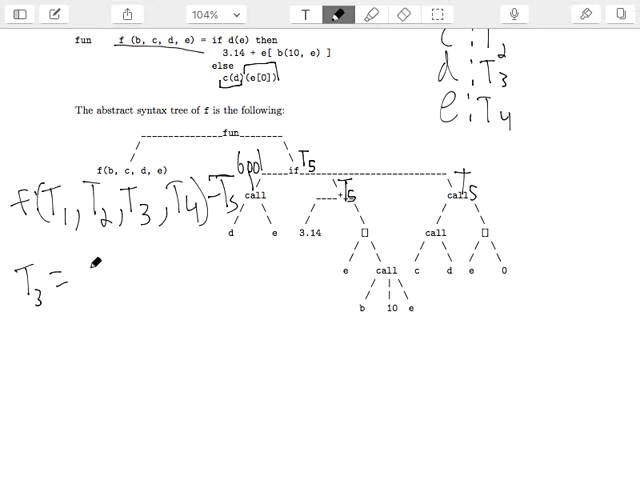 104%
fun f (b, c, d, e) = if d(e) then
3.14 + e[ b(10, e) ]
else
c(d)(e[0])
c : T2
d : T3
e : T4
The abstract syntax tree of f is the following:
fun
f(b, c, d, e)
bool
if T5
call
+ T5
call T5
f(T1, T2, T3, T4) - T5
d e 3.14 [] call []
e call c d e 0
b 10 e
T3 =